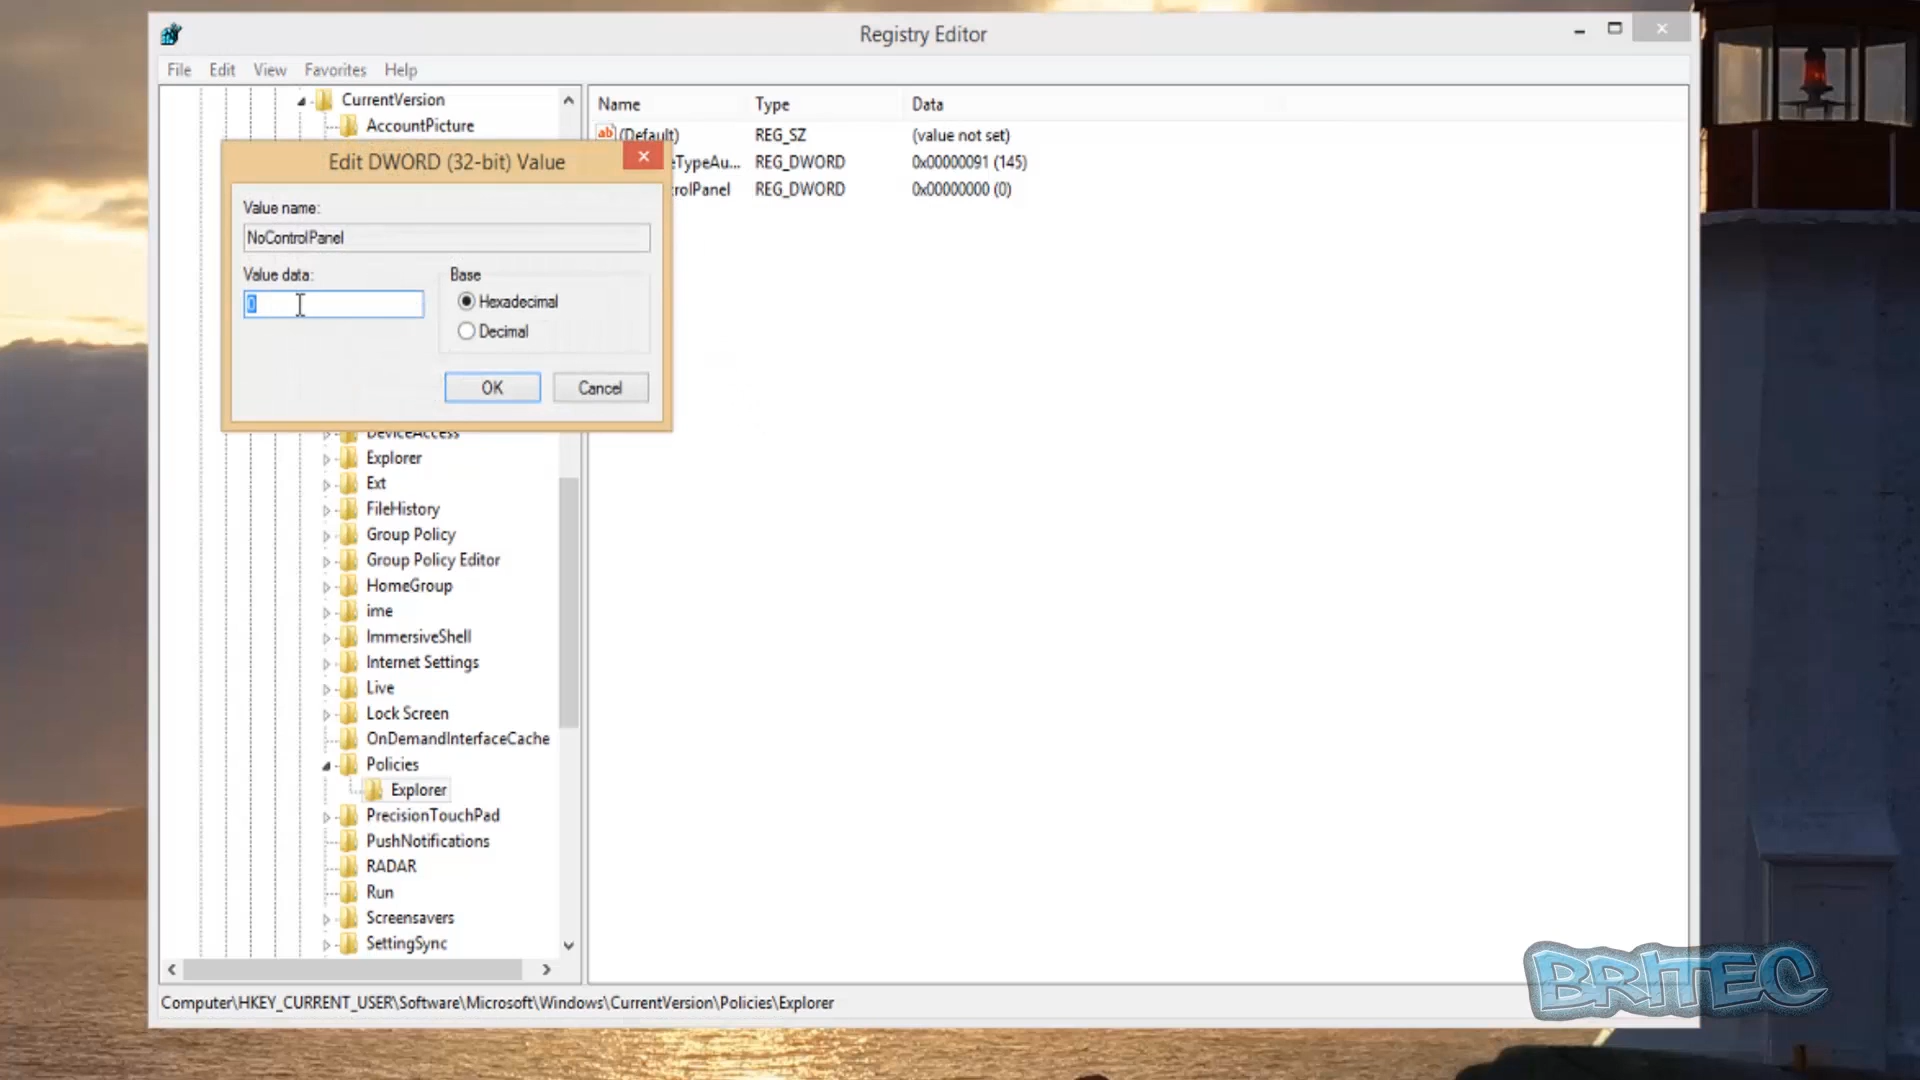 Registry Editor
File Edit View Favorites Help
CurrentVersion
AccountPicture
Name Type Data
(Default) REG_SZ (value not set)
eTypeAu... REG_DWORD 0x00000091 (145)
rolPanel REG_DWORD 0x00000000 (0)
Edit DWORD (32-bit) Value
Value name:
NoControlPanel
Value data:
0
Base
Hexadecimal
Decimal
OK Cancel
DeviceAccess
Explorer
Ext
FileHistory
Group Policy
Group Policy Editor
HomeGroup
ime
ImmersiveShell
Internet Settings
Live
Lock Screen
OnDemandInterfaceCache
Policies
Explorer
PrecisionTouchPad
PushNotifications
RADAR
Run
Screensavers
SettingSync
Computer\HKEY_CURRENT_USER\Software\Microsoft\Windows\CurrentVersion\Policies\Explorer
BRITEC